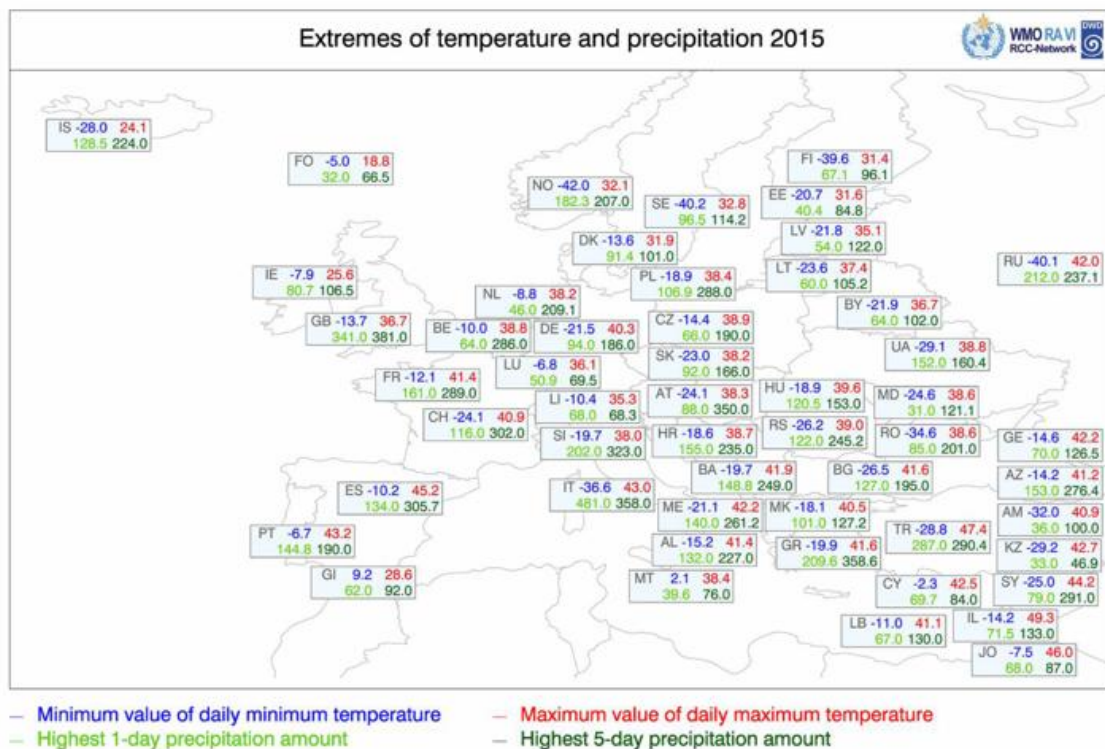 Extremes of temperature and precipitation 2015
WMO RA VI
RCC-Network
DWD
IS -28.0 24.1
128.5 224.0
FO -5.0 18.8
32.0 66.5
NO -42.0 32.1
182.3 207.0
SE -40.2 32.8
96.5 114.2
FI -39.6 31.4
67.1 96.1
EE -20.7 31.6
40.4 84.8
LV -21.8 35.1
54.0 122.0
DK -13.6 31.9
91.4 101.0
IE -7.9 25.6
80.7 106.5
PL -18.9 38.4
106.9 288.0
LT -23.6 37.4
60.0 105.2
RU -40.1 42.0
212.0 237.1
NL -8.8 38.2
46.0 209.1
BY -21.9 36.7
64.0 102.0
GB -13.7 36.7
341.0 381.0
BE -10.0 38.8
64.0 286.0
DE -21.5 40.3
94.0 186.0
CZ -14.4 38.9
66.0 190.0
UA -29.1 38.8
152.0 160.4
LU -6.8 36.1
50.9 69.5
SK -23.0 38.2
92.0 166.0
FR -12.1 41.4
161.0 289.0
LI -10.4 35.3
68.0 68.3
AT -24.1 38.3
88.0 350.0
HU -18.9 39.6
120.5 153.0
MD -24.6 38.6
31.0 121.1
CH -24.1 40.9
116.0 302.0
SI -19.7 38.0
202.0 323.0
HR -18.6 38.7
155.0 235.0
RS -26.2 39.0
122.0 245.2
RO -34.6 38.6
85.0 201.0
GE -14.6 42.2
70.0 126.5
ES -10.2 45.2
134.0 305.7
IT -36.6 43.0
481.0 358.0
BA -19.7 41.9
148.8 249.0
BG -26.5 41.6
127.0 195.0
AZ -14.2 41.2
153.0 276.4
ME -21.1 42.2
140.0 261.2
MK -18.1 40.5
101.0 127.2
AM -32.0 40.9
36.0 100.0
PT -6.7 43.2
144.8 190.0
AL -15.2 41.4
132.0 227.0
GR -19.9 41.6
209.6 358.6
TR -28.8 47.4
287.0 290.4
KZ -29.2 42.7
33.0 46.9
GI 9.2 28.6
62.0 92.0
MT 2.1 38.4
39.6 76.0
CY -2.3 42.5
69.7 84.0
SY -25.0 44.2
79.0 291.0
LB -11.0 41.1
67.0 130.0
IL -14.2 49.3
71.5 133.0
JO -7.5 46.0
68.0 87.0
Minimum value of daily minimum temperature
Maximum value of daily maximum temperature
Highest 1-day precipitation amount
Highest 5-day precipitation amount